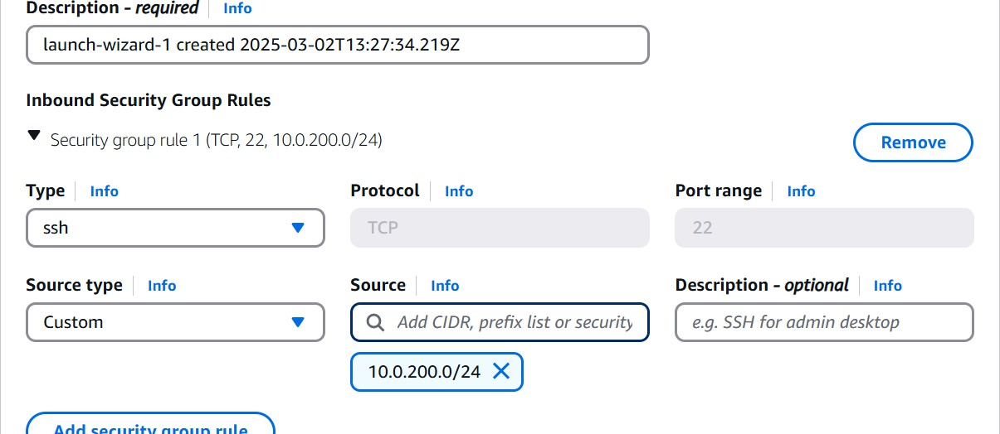 Description - required Info
launch-wizard-1 created 2025-03-02T13:27:34.219Z
Inbound Security Group Rules
Security group rule 1 (TCP, 22, 10.0.200.0/24)
Remove
Type Info
Protocol Info
Port range Info
ssh
TCP
22
Source type Info
Source Info
Description - optional Info
Custom
Add CIDR, prefix list or security
e.g. SSH for admin desktop
10.0.200.0/24
Add security group rule